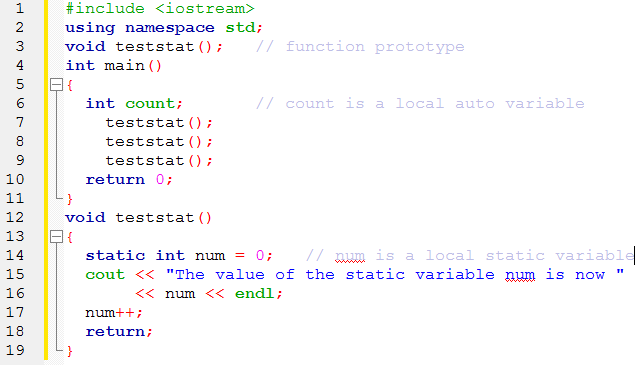 1 #include <iostream>
2 using namespace std;
3 void teststat(); // function prototype
4 int main()
5 {
6 int count; // count is a local auto variable
7 teststat();
8 teststat();
9 teststat();
10 return 0;
11 }
12 void teststat()
13 {
14 static int num = 0; // num is a local static variable
15 cout << "The value of the static variable num is now "
16 << num << endl;
17 num++;
18 return;
19 }